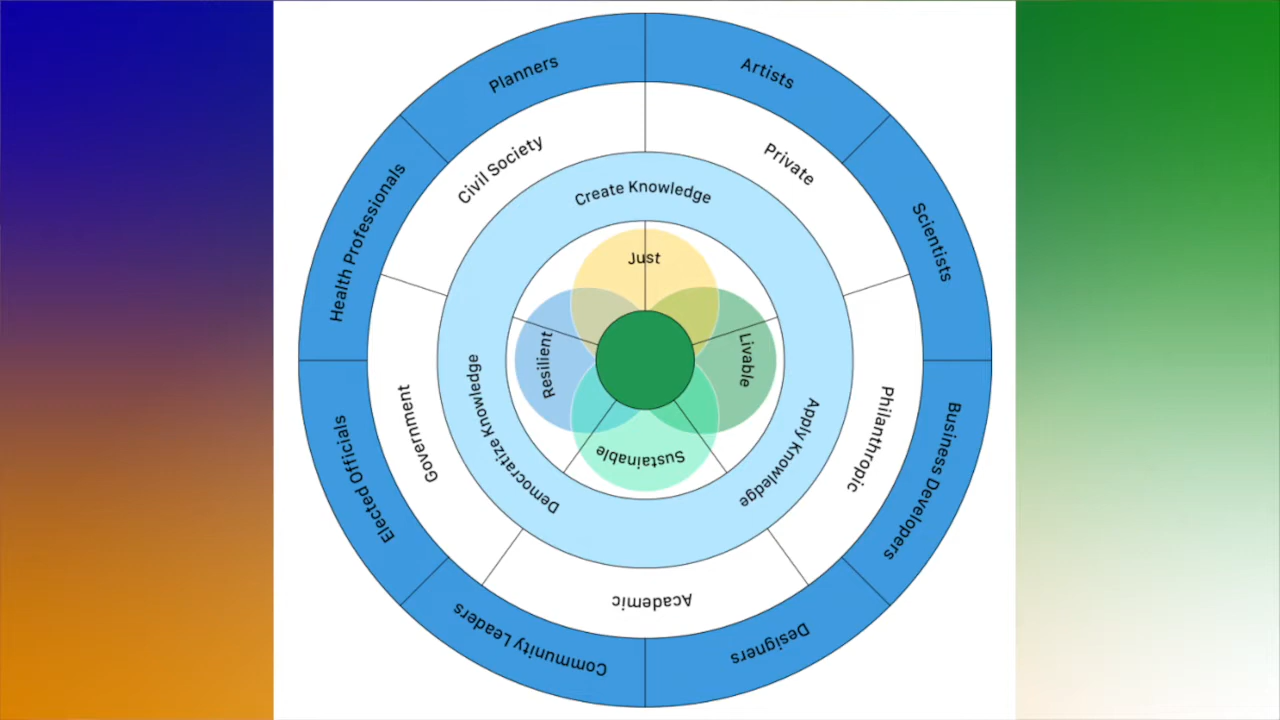 Planners
Artists
Scientists
Business Developers
Designers
Community Leaders
Elected Officials
Health Professionals
Civil Society
Private
Philanthropic
Academic
Government
Create Knowledge
Apply Knowledge
Democratize Knowledge
Just
Livable
Sustainable
Resilient